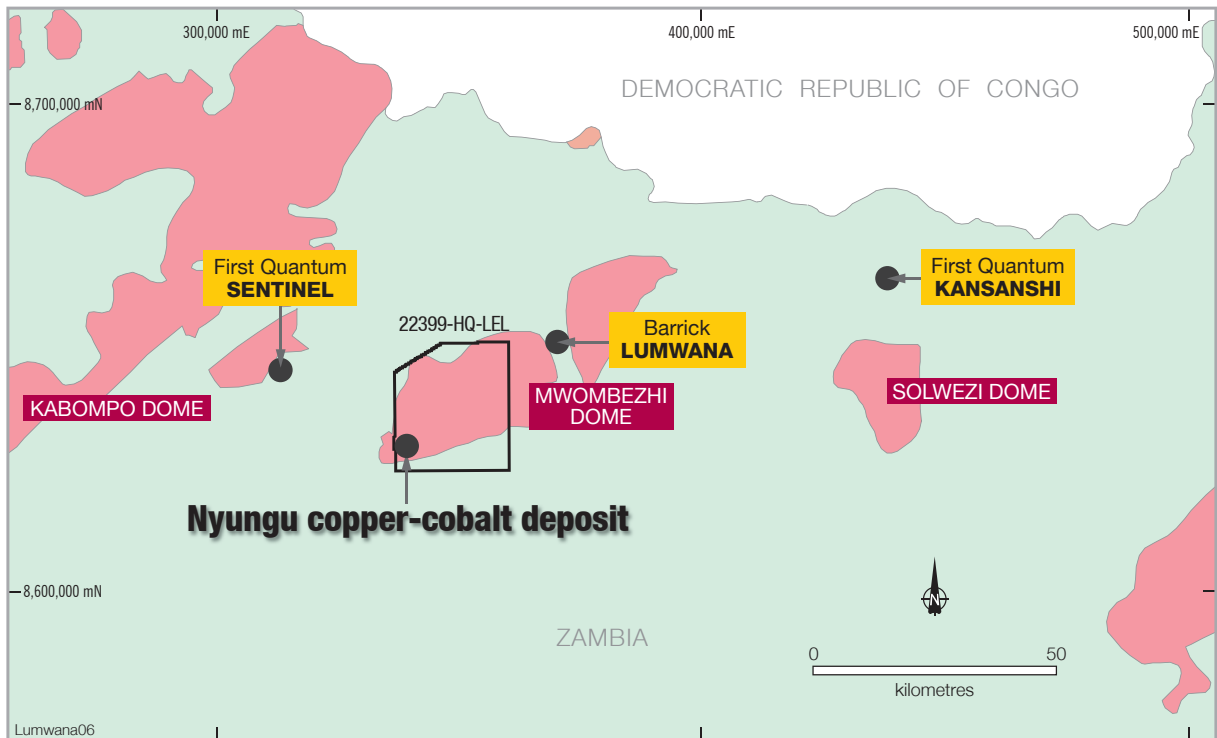 300,000 mE
400,000 mE
500,000 mE
DEMOCRATIC REPUBLIC OF CONGO
8,700,000 mN
First Quantum
SENTINEL
First Quantum
KANSANSHI
22399-HQ-LEL
Barrick
LUMWANA
KABOMPO DOME
MWOMBEZHI
DOME
SOLWEZI DOME
Nyungu copper-cobalt deposit
8,600,000 mN
N
ZAMBIA
0
50
kilometres
Lumwana06